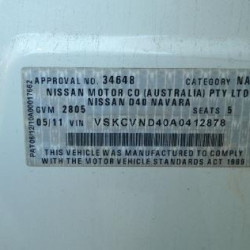 APPROVAL NO. 34648 CATEGORY NA
NISSAN MOTOR CO (AUSTRALIA) PTY LTD
NISSAN D40 NAVARA
GVM 2805 SEATS 5
05/11 VIN VSKCVND40A0412878
THIS VEHICLE WAS MANUFACTURED TO COMPLY
WITH THE MOTOR VEHICLE STANDARDS ACT 1989